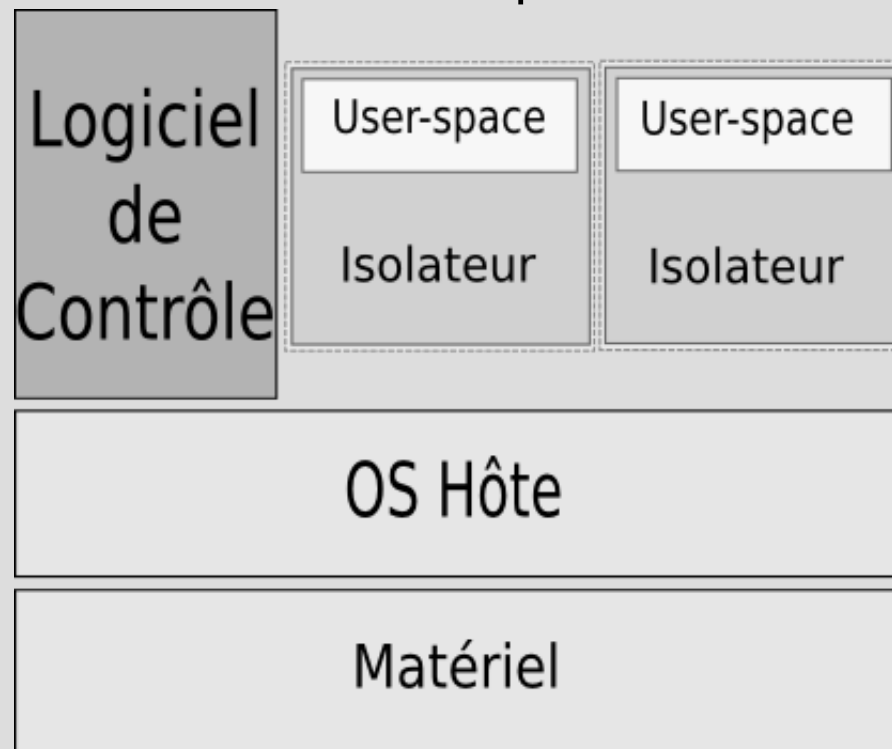 Logiciel
de
Contrôle
User-space
Isolateur
User-space
Isolateur
OS Hôte
Matériel